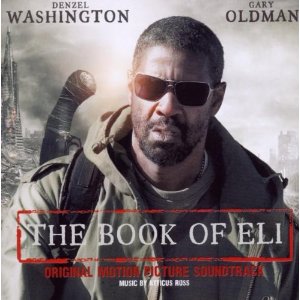 DENZEL
WASHINGTON
GARY
OLDMAN
THE BOOK OF ELI
ORIGINAL MOTION PICTURE SOUNDTRACK
MUSIC BY ATTICUS ROSS